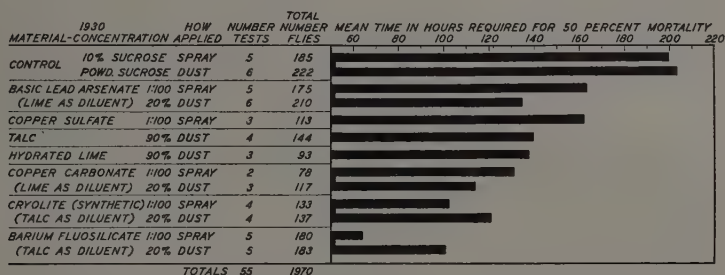 TOTAL
1930 HOW NUMBER NUMBER MEAN TIME IN HOURS REQUIRED FOR 50 PERCENT MORTALITY
MATERIAL-CONCENTRATION APPLIED TESTS FLIES 60 80 100 120 140 160 180 200 220
CONTROL 10% SUCROSE SPRAY 5 185
POWD. SUCROSE DUST 6 222
BASIC LEAD ARSENATE 1:100 SPRAY 5 175
(LIME AS DILUENT) 20% DUST 6 210
COPPER SULFATE 1:100 SPRAY 3 113
TALC 90% DUST 4 144
HYDRATED LIME 90% DUST 3 93
COPPER CARBONATE 1:100 SPRAY 2 78
(LIME AS DILUENT) 20% DUST 3 117
CRYOLITE (SYNTHETIC) 1:100 SPRAY 4 133
(TALC AS DILUENT) 20% DUST 4 137
BARIUM FLUOSILICATE 1:100 SPRAY 5 180
(TALC AS DILUENT) 20% DUST 5 183
TOTALS 55 1970